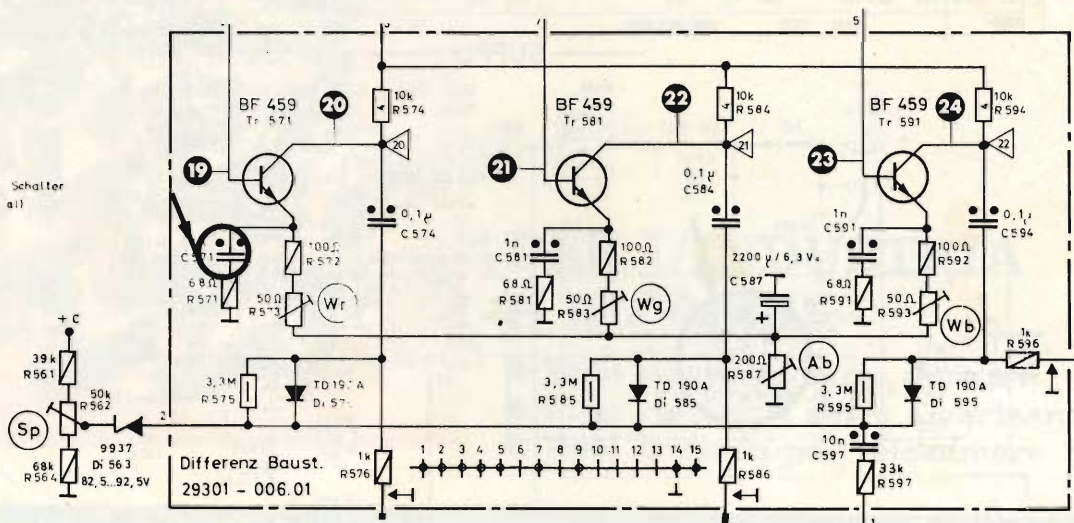 7
5
10k
R574
10k
R584
10k
R594
BF 459
Tr 571
20
BF 459
Tr 581
22
BF 459
Tr 591
24
20
21
22
19
21
23
Schalter
all
0,1µ
C574
0,1µ
C584
0,1µ
C594
C571
100Ω
R572
68Ω
R571
50Ω
R573
Wr
1n
C581
100Ω
R582
68Ω
R581
50Ω
R583
Wg
2200µ / 6,3V=
C587
+
1n
C591
100Ω
R592
68Ω
R591
50Ω
R593
Wb
+C
39k
R561
50k
R562
Sp
68k
R564
9937
Di 563
82,5...92,5V
2
3,3M
R575
TD 190A
3,3M
R585
TD 190A
Di 585
200Ω
R587
Ab
3,3M
R595
TD 190A
Di 595
1k
R596
10n
C597
33k
R597
Differenz Baust.
29301 - 006.01
1k
R576
1 2 3 4 5 6 7 8 9 10 11 12 13 14 15
1k
R586
1